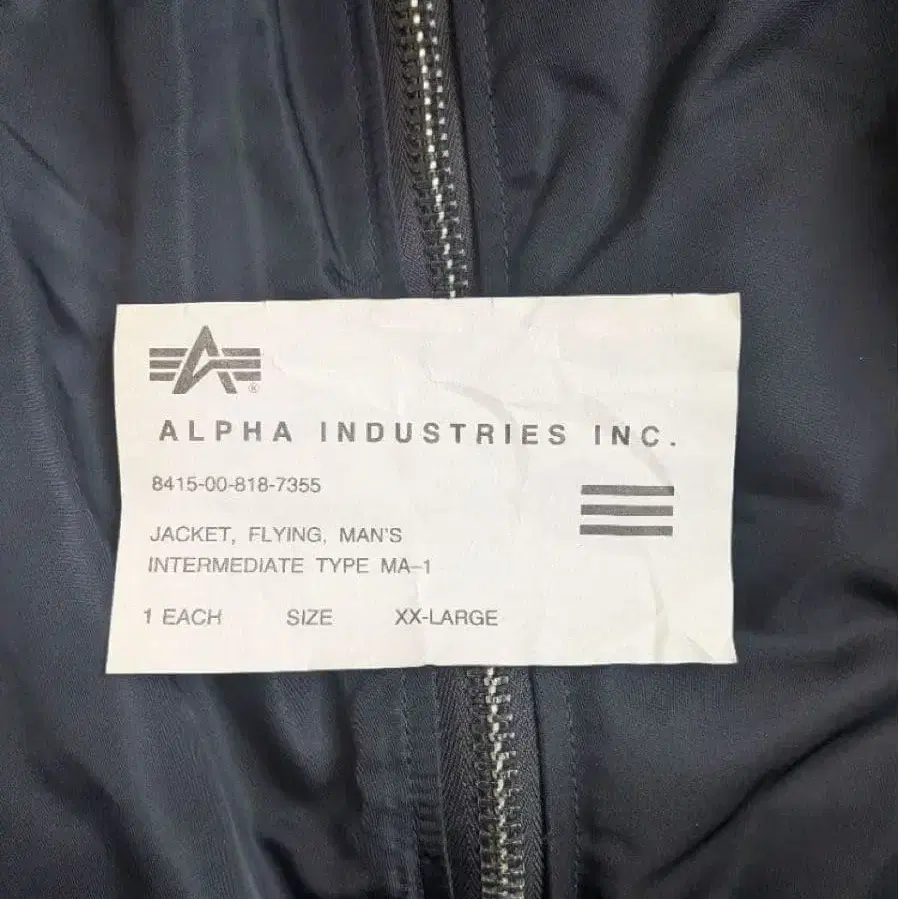 ®
ALPHA INDUSTRIES INC.
8415-00-818-7355
JACKET, FLYING, MAN'S
INTERMEDIATE TYPE MA-1
1 EACH SIZE XX-LARGE